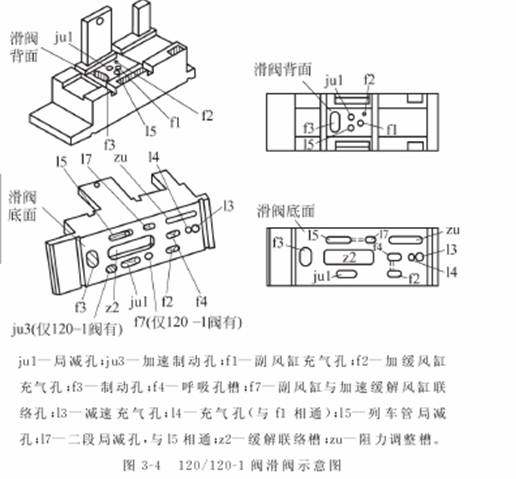 ju1
滑阀
背面
f2
f1
l5
f3
滑阀背面
ju1
f2
f3
f1
l5
l5
l7
zu
l4
滑阀
底面
l3
f3
z2
ju1
f2
f4
ju3(仅120-1阀有)
f7(仅120-1阀有)
滑阀底面
l5
l7
zu
f3
z2
f4
l3
l4
ju1
f2
ju1—局减孔;ju3—加速制动孔;f1—副风缸充气孔;f2—加缓风缸
充气孔;f3—制动孔;f4—呼吸孔槽;f7—副风缸与加速缓解风缸联
络孔;l3—减速充气孔;l4—充气孔(与f1相通);l5—列车管局减
孔;l7—二段局减孔,与l5相通;z2—缓解联络槽;zu—阻力调整槽。
图 3-4 120/120-1 阀滑阀示意图